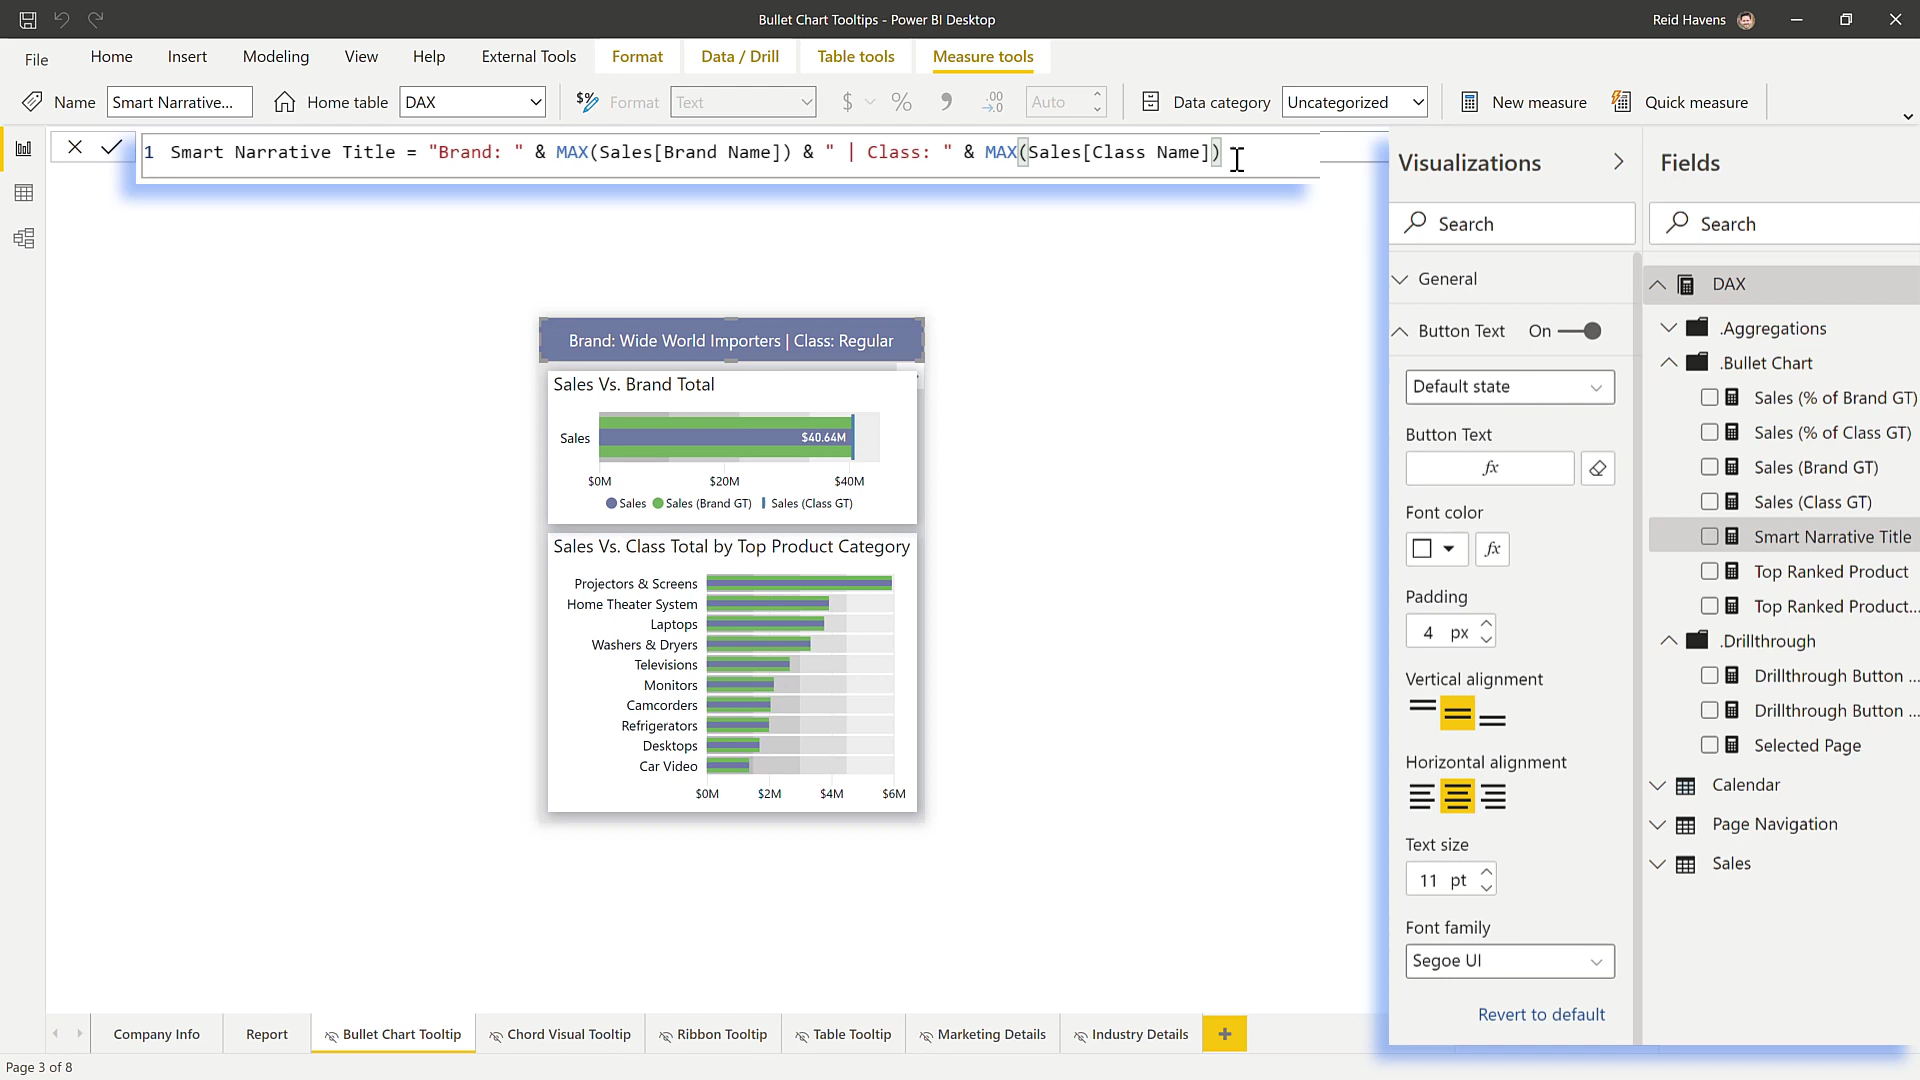 Bullet Chart Tooltips - Power BI Desktop
Reid Havens
File
Home
Insert
Modeling
View
Help
External Tools
Format
Data / Drill
Table tools
Measure tools
Name
Smart Narrative...
Home table
DAX
Format
Text
$
%
Auto
Data category
Uncategorized
New measure
Quick measure
1 Smart Narrative Title = "Brand: " & MAX(Sales[Brand Name]) & " | Class: " & MAX(Sales[Class Name])
Brand: Wide World Importers | Class: Regular
Sales Vs. Brand Total
Sales
$40.64M
$0M
$20M
$40M
Sales
Sales (Brand GT)
Sales (Class GT)
Sales Vs. Class Total by Top Product Category
Projectors & Screens
Home Theater System
Laptops
Washers & Dryers
Televisions
Monitors
Camcorders
Refrigerators
Desktops
Car Video
$0M
$2M
$4M
$6M
Visualizations
Search
General
Button Text
On
Default state
Button Text
fx
Font color
fx
Padding
4 px
Vertical alignment
Horizontal alignment
Text size
11 pt
Font family
Segoe UI
Revert to default
Fields
Search
DAX
.Aggregations
.Bullet Chart
Sales (% of Brand GT)
Sales (% of Class GT)
Sales (Brand GT)
Sales (Class GT)
Smart Narrative Title
Top Ranked Product
Top Ranked Product...
.Drillthrough
Drillthrough Button ...
Drillthrough Button ...
Selected Page
Calendar
Page Navigation
Sales
Company Info
Report
Bullet Chart Tooltip
Chord Visual Tooltip
Ribbon Tooltip
Table Tooltip
Marketing Details
Industry Details
+
Page 3 of 8